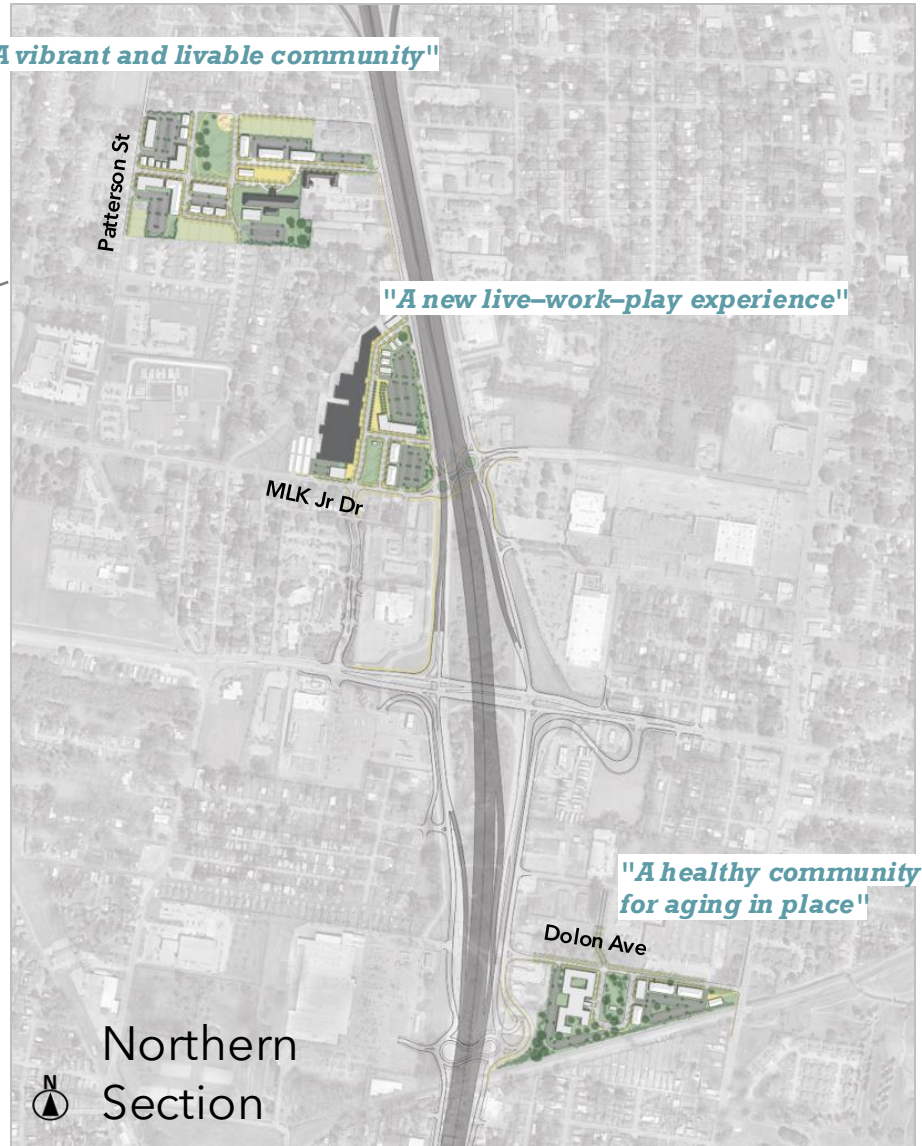 A vibrant and livable community"
Patterson St
"A new live–work–play experience"
MLK Jr Dr
"A healthy community
for aging in place"
Dolon Ave
Northern
N
Section